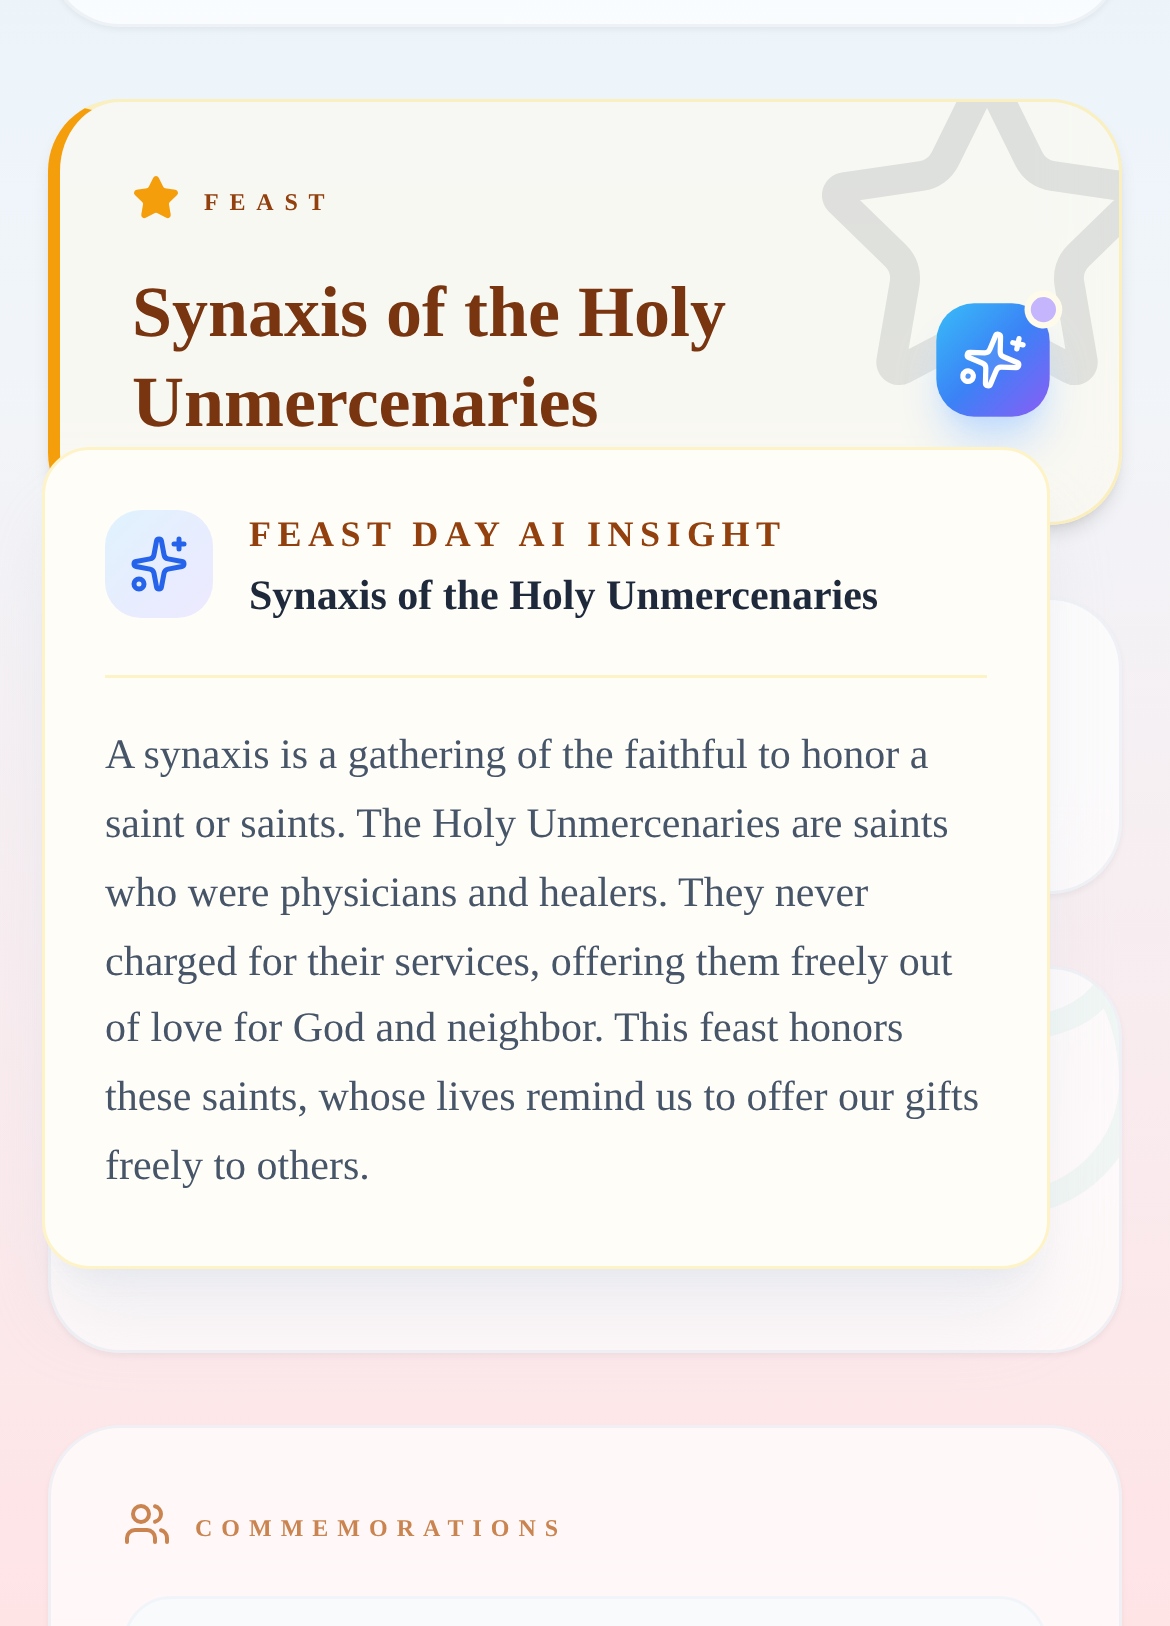 FEAST
Synaxis of the Holy
Unmercenaries
FEAST DAY AI INSIGHT
Synaxis of the Holy Unmercenaries
A synaxis is a gathering of the faithful to honor a
saint or saints. The Holy Unmercenaries are saints
who were physicians and healers. They never
charged for their services, offering them freely out
of love for God and neighbor. This feast honors
these saints, whose lives remind us to offer our gifts
freely to others.
COMMEMORATIONS